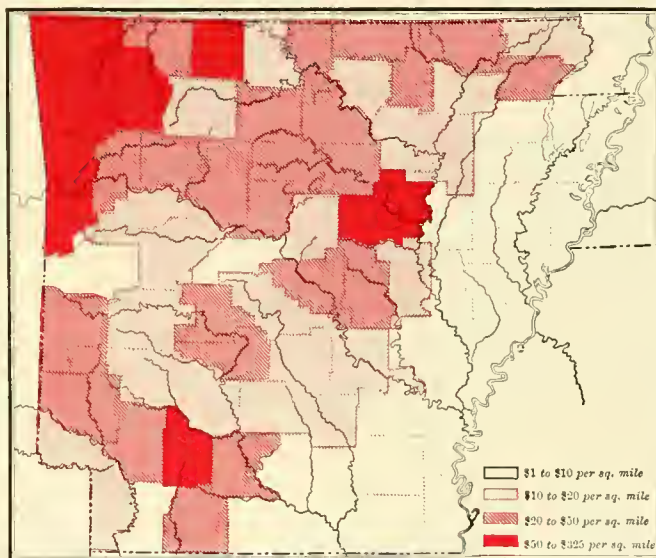 $1 to $10 per sq. mile
$10 to $20 per sq. mile
$20 to $50 per sq. mile
$50 to $325 per sq. mile